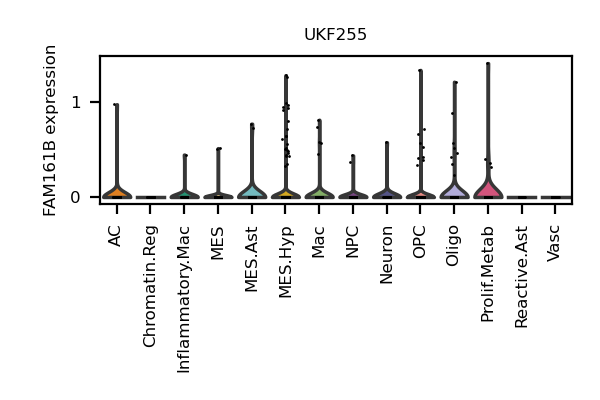 UKF255
FAM161B expression
1
0
AC
Chromatin.Reg
Inflammatory.Mac
MES
MES.Ast
MES.Hyp
Mac
NPC
Neuron
OPC
Oligo
Prolif.Metab
Reactive.Ast
Vasc